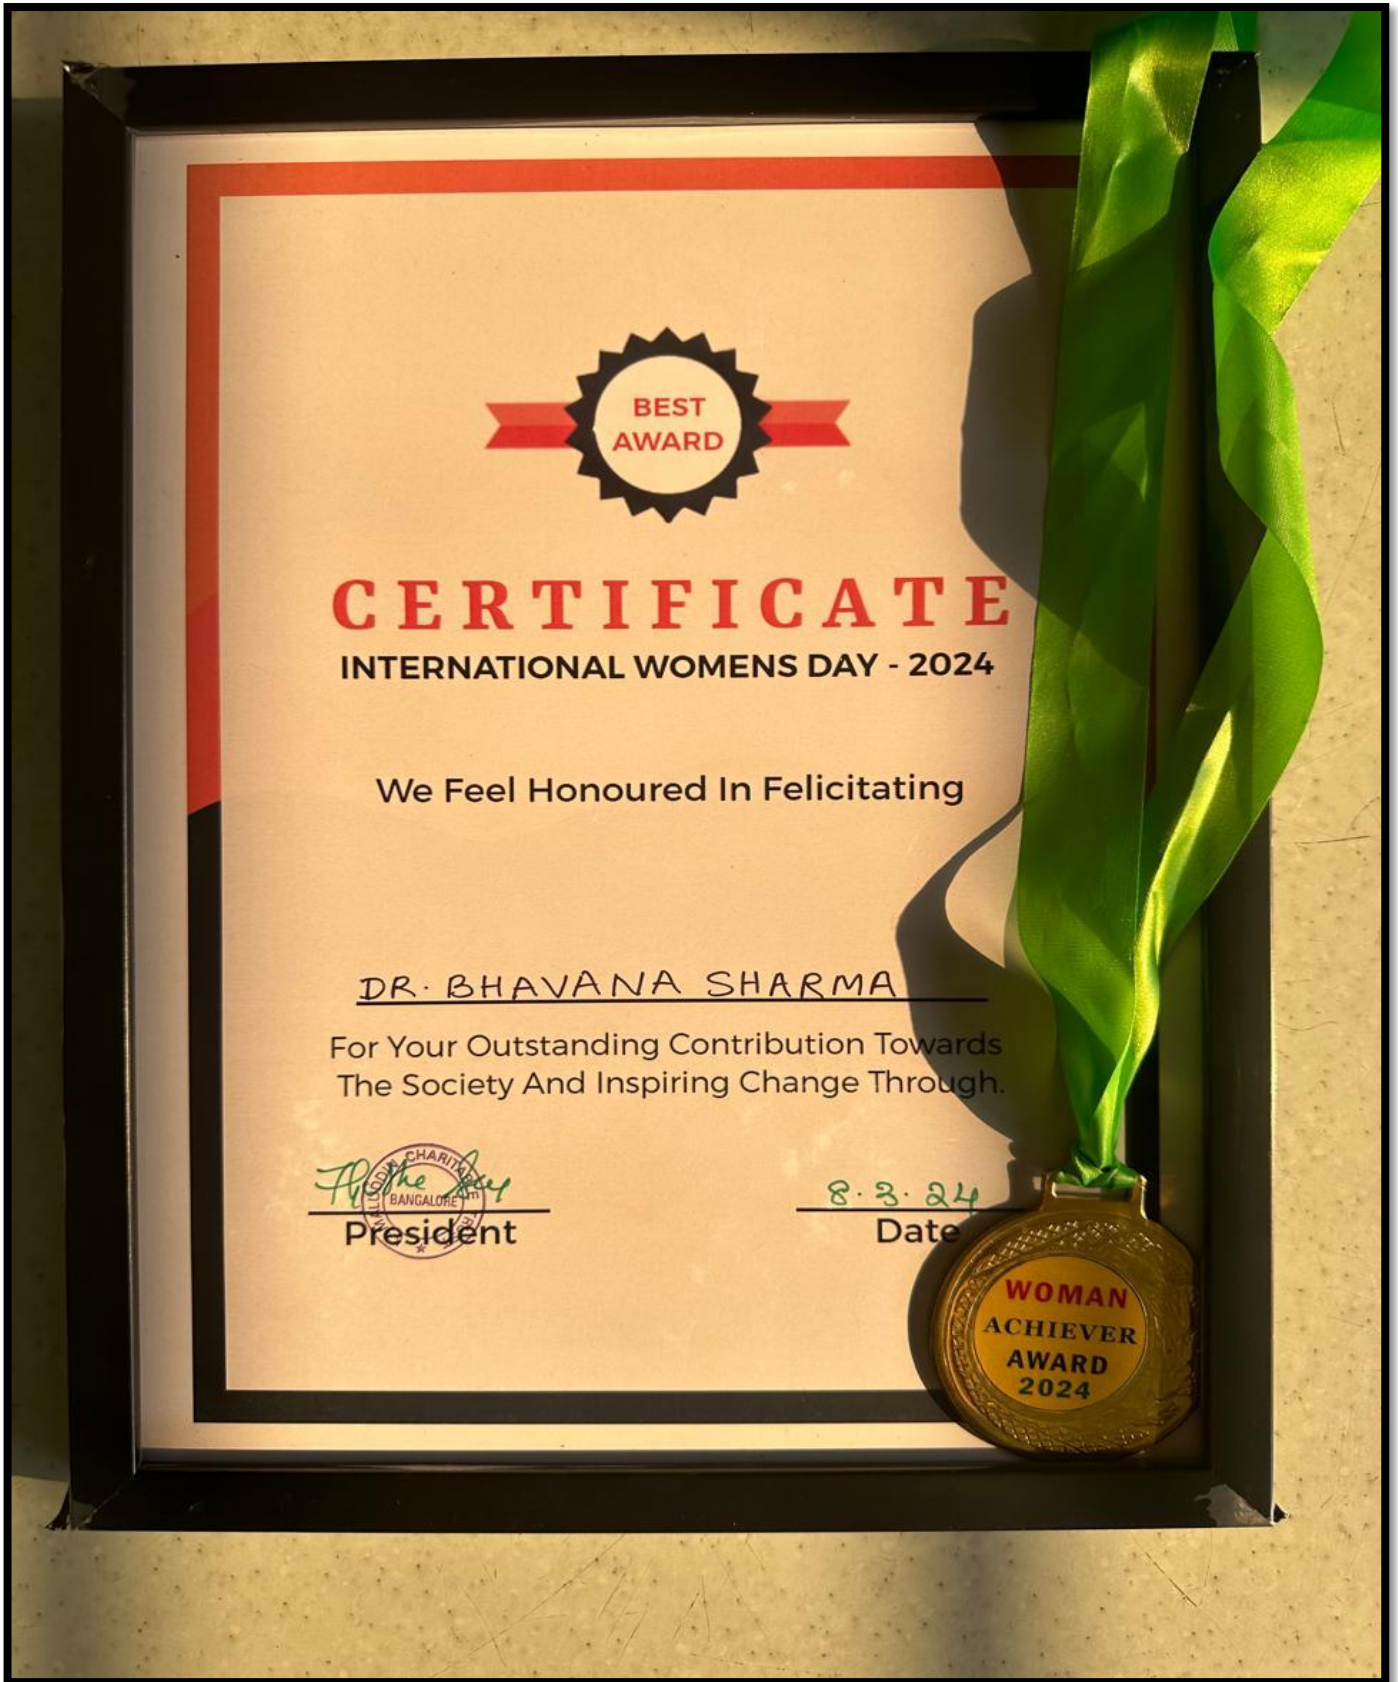 BEST
AWARD
CERTIFICATE
INTERNATIONAL WOMENS DAY - 2024
We Feel Honoured In Felicitating
DR. BHAVANA SHARMA
For Your Outstanding Contribution Towards
The Society And Inspiring Change Through.
BANGALORE
President
8.3.24
Date
WOMAN
ACHIEVER
AWARD
2024